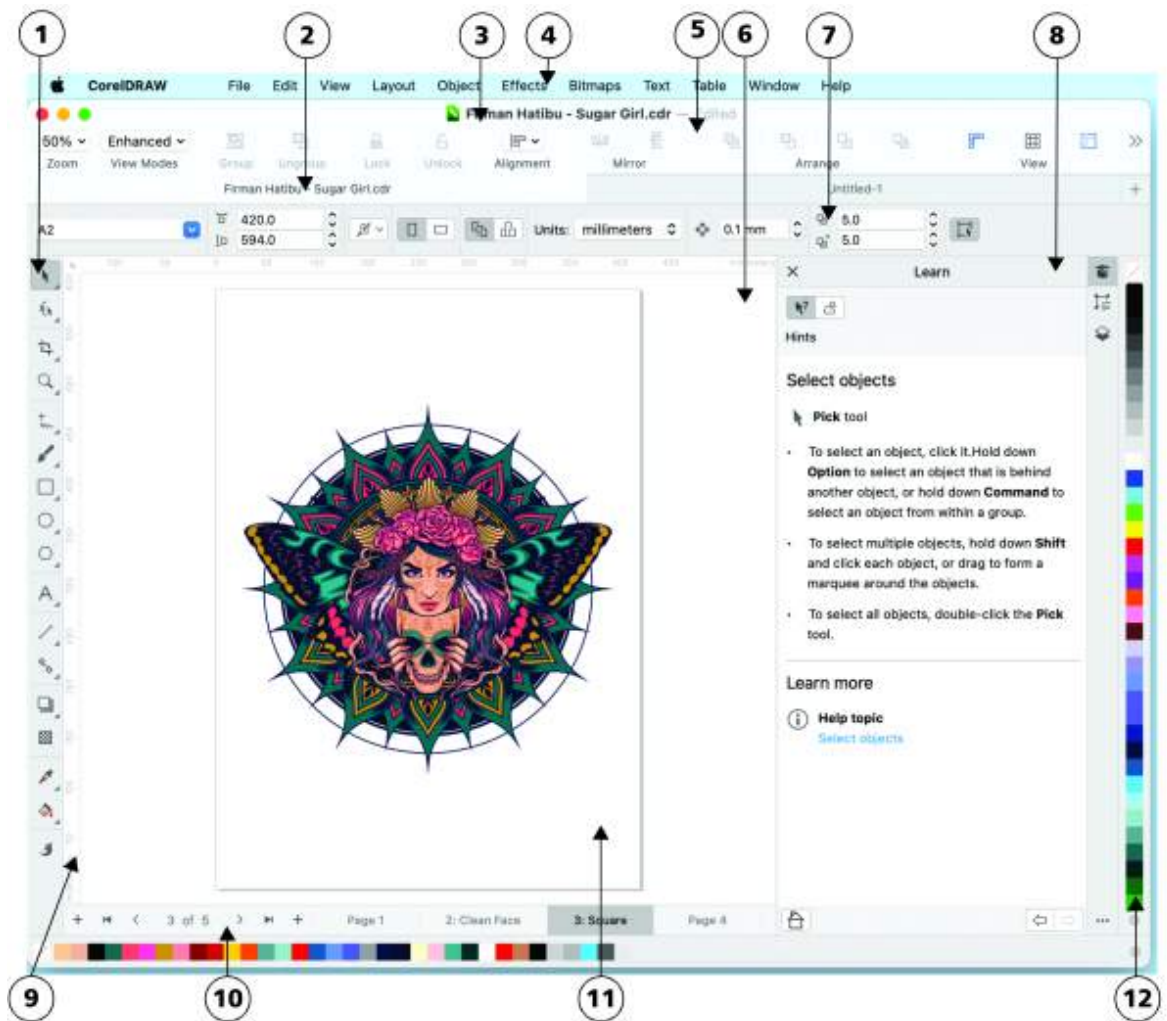 1 2 3 4 5 6 7 8
CorelDRAW File Edit View Layout Object Effects Bitmaps Text Table Window Help
Firman Hatibu - Sugar Girl.cdr — Edited
50% Enhanced
Zoom View Modes Group Ungroup Lock Unlock Alignment Mirror Arrange View
Firman Hatibu - Sugar Girl.cdr Untitled-1
A2 420.0 594.0 Units: millimeters 0.1 mm 5.0 5.0
Learn
Hints
Select objects
Pick tool
• To select an object, click it.Hold down
Option to select an object that is behind
another object, or hold down Command to
select an object from within a group.
• To select multiple objects, hold down Shift
and click each object, or drag to form a
marquee around the objects.
• To select all objects, double-click the Pick
tool.
Learn more
Help topic
Select objects
3 of 5 Page 1 2: Clean Face 3: Square Page 4
9 10 11 12